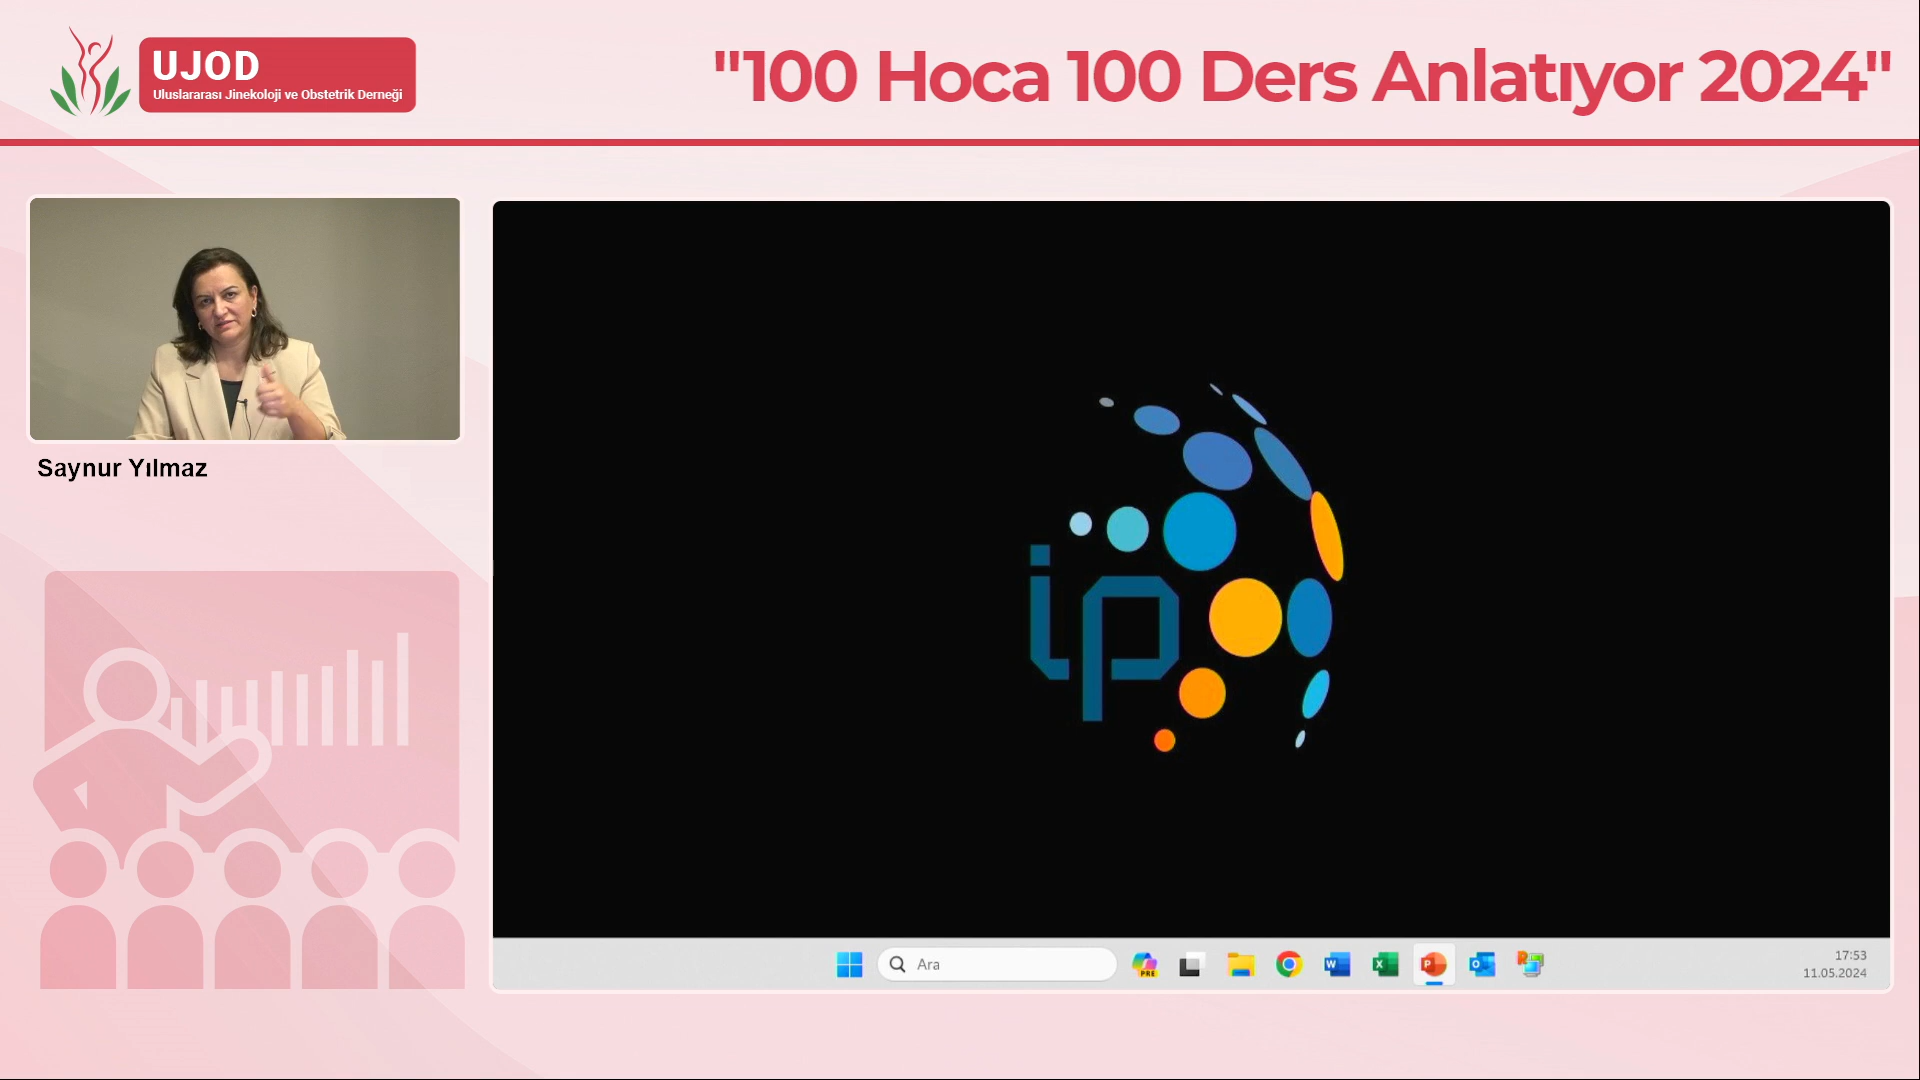 UJOD
Uluslararası Jinekoloji ve Obstetrik Derneği
"100 Hoca 100 Ders Anlatıyor 2024"
Saynur Yılmaz
ip
Ara
PRE
17:53
11.05.2024